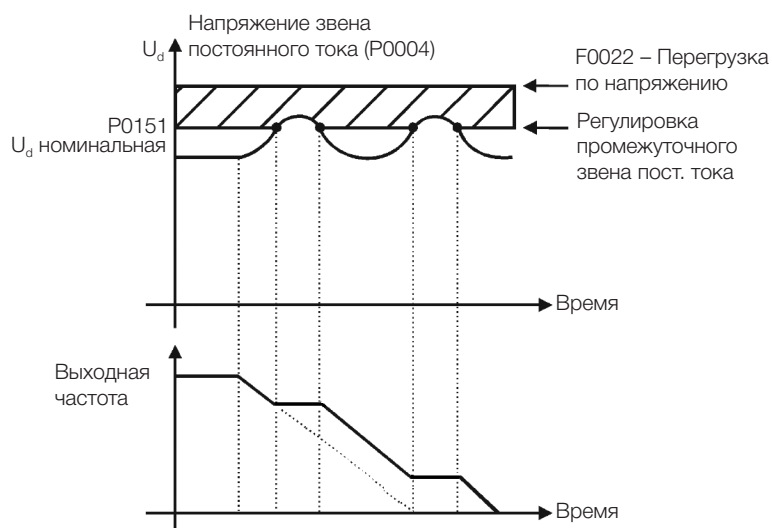 Напряжение звена
постоянного тока (P0004)
U_d
F0022 – Перегрузка
по напряжению
P0151
U_d номинальная
Регулировка
промежуточного
звена пост. тока
Время
Выходная
частота
Время